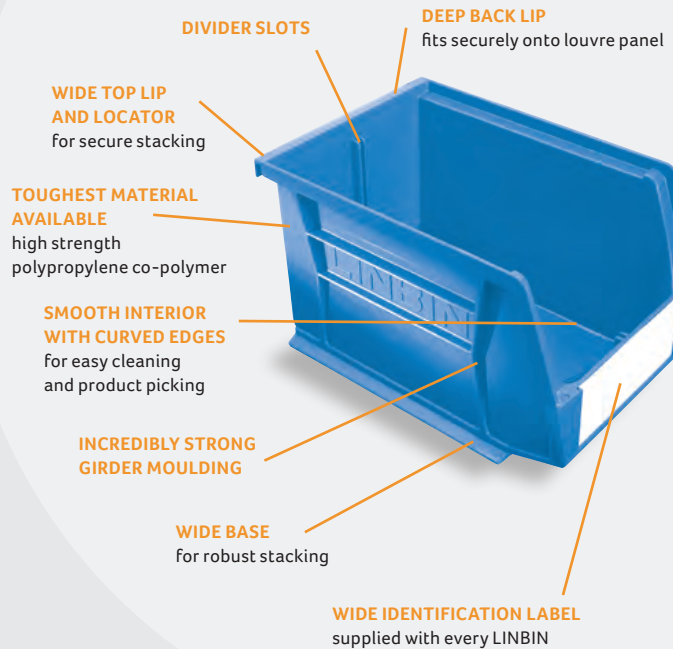 DIVIDER SLOTS
DEEP BACK LIP
fits securely onto louvre panel
WIDE TOP LIP
AND LOCATOR
for secure stacking
TOUGHEST MATERIAL
AVAILABLE
high strength
polypropylene co-polymer
LINBIN
SMOOTH INTERIOR
WITH CURVED EDGES
for easy cleaning
and product picking
INCREDIBLY STRONG
GIRDER MOULDING
WIDE BASE
for robust stacking
WIDE IDENTIFICATION LABEL
supplied with every LINBIN